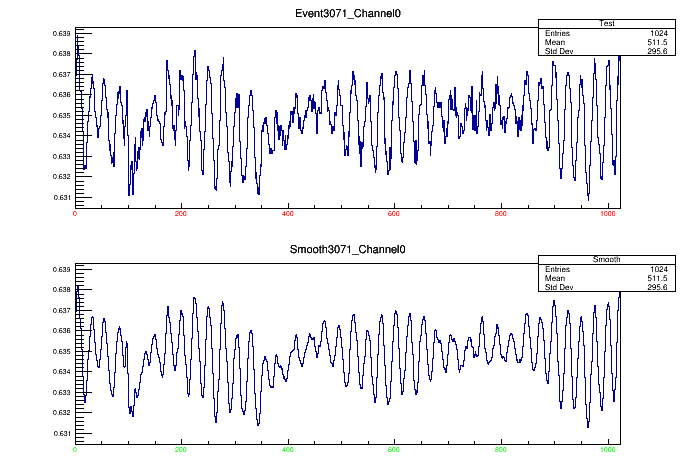 Event3071_Channel0
Test
Entries 1024
Mean 511.5
Std Dev 295.6
0.639
0.638
0.637
0.636
0.635
0.634
0.633
0.632
0.631
0 200 400 600 800 1000
Smooth3071_Channel0
Smooth
Entries 1024
Mean 511.5
Std Dev 295.6
0.639
0.638
0.637
0.636
0.635
0.634
0.633
0.632
0.631
0 200 400 600 800 1000